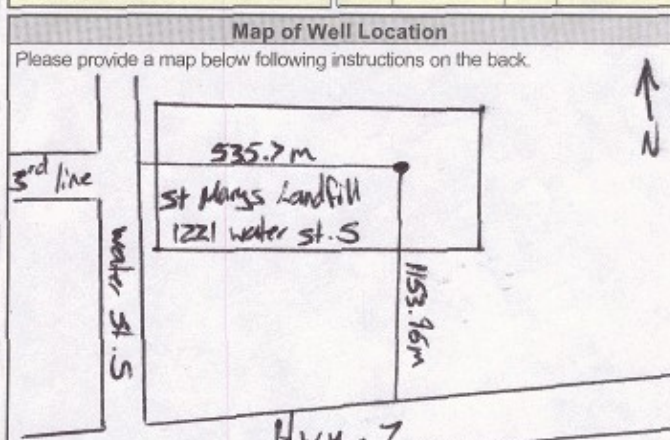 Map of Well Location
Please provide a map below following instructions on the back.
N
535.7 m
3rd line
St Marys Landfill
1221 water st. S
water st. S
1153.96m
Hwy. 7